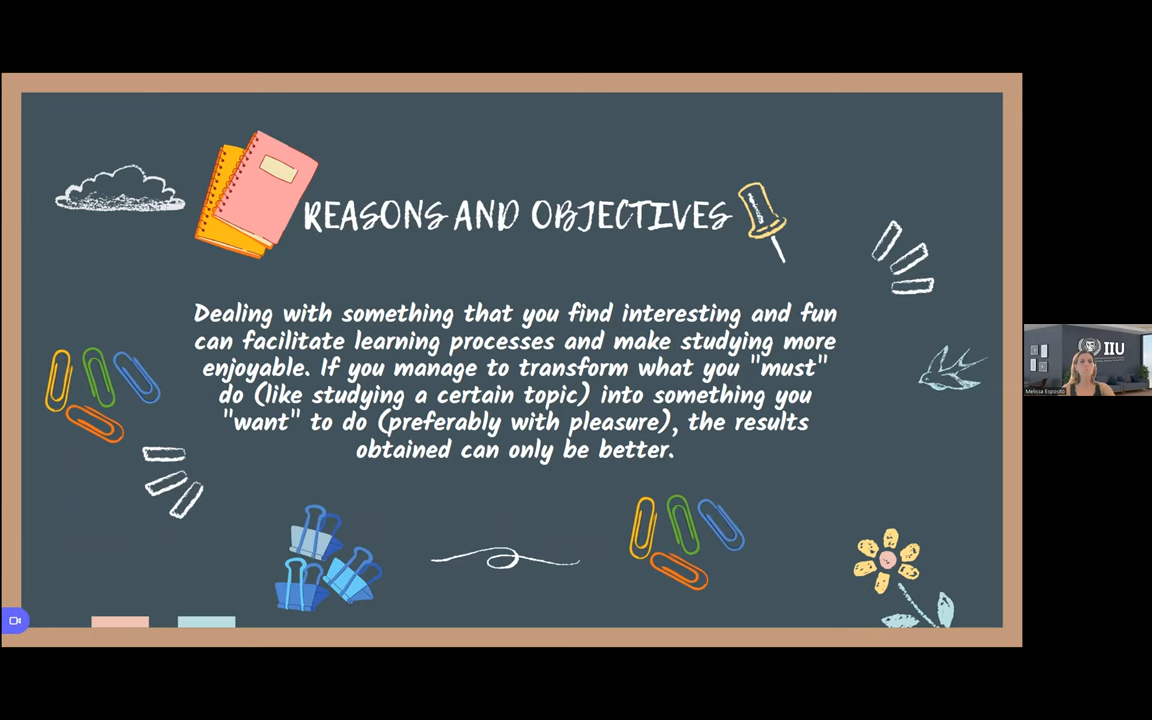 REASONS AND OBJECTIVES
Dealing with something that you find interesting and fun
can facilitate learning processes and make studying more
enjoyable. If you manage to transform what you "must"
do (like studying a certain topic) into something you
"want" to do (preferably with pleasure), the results
obtained can only be better.
IIU
Melissa Esposito